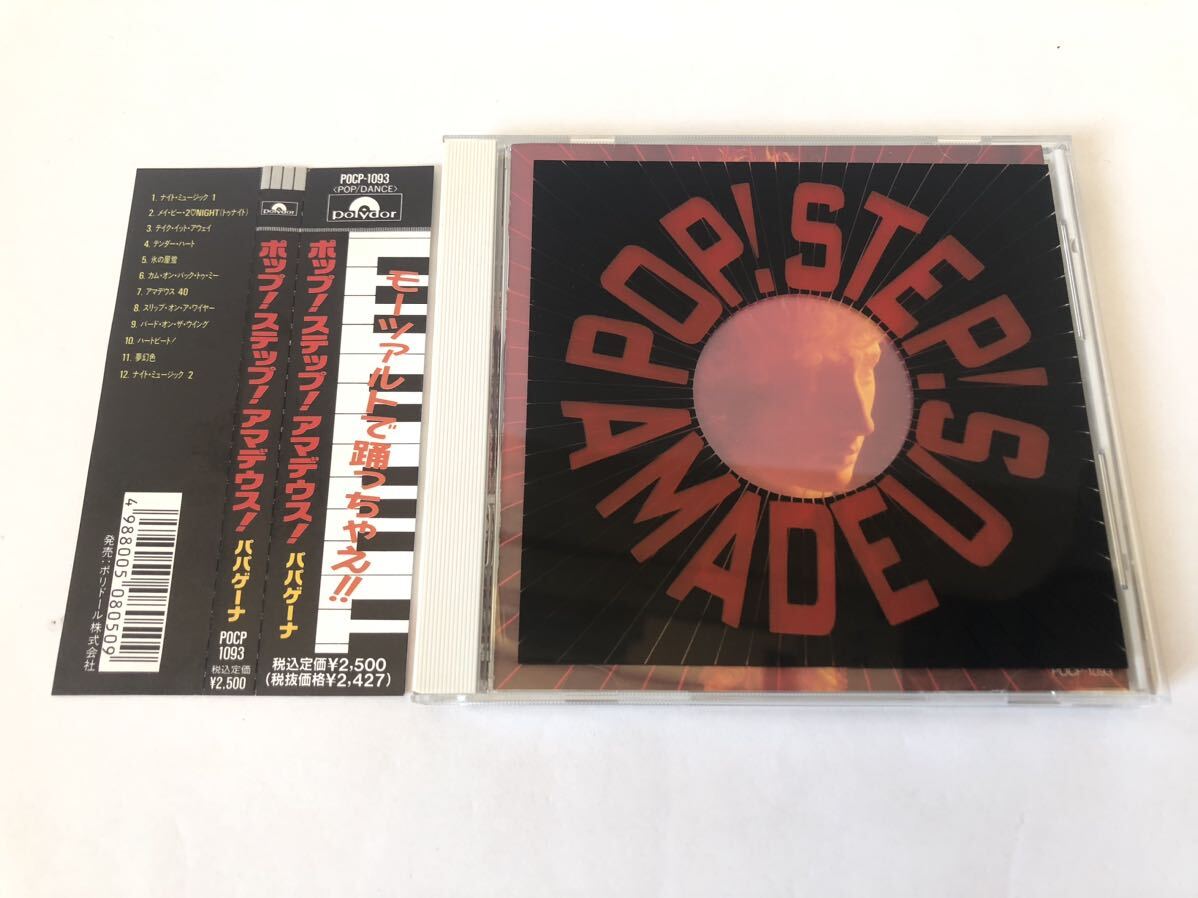 1. ナイト・ミュージック 1
2. メイ・ビー・2♡NIGHT(トゥナイト)
3. テイク・イット・アウェイ
4. テンダー・ハート
5. 氷の屋蛍
6. カム・オン・バック・トゥ・ミー
7. アマデウス 40
8. スリップ・オン・ア・ワイヤー
9. バード・オン・ザ・ウイング
10. ハートビート!
11. 夢幻色
12. ナイト・ミュージック 2
4988005080509
発売:ポリドール株式会社
polydor
ポップ!ステップ!アマデウス!
パパゲーナ
POCP
1093
税込定価
¥2,500
POCP-1093
〈POP/DANCE〉
polydor
モーツァルトで踊っちゃえ!!
ポップ!ステップ!アマデウス!
パパゲーナ
税込定価¥2,500
(税抜価格¥2,427)
POP! STEP! AMADEUS
POCP-1093